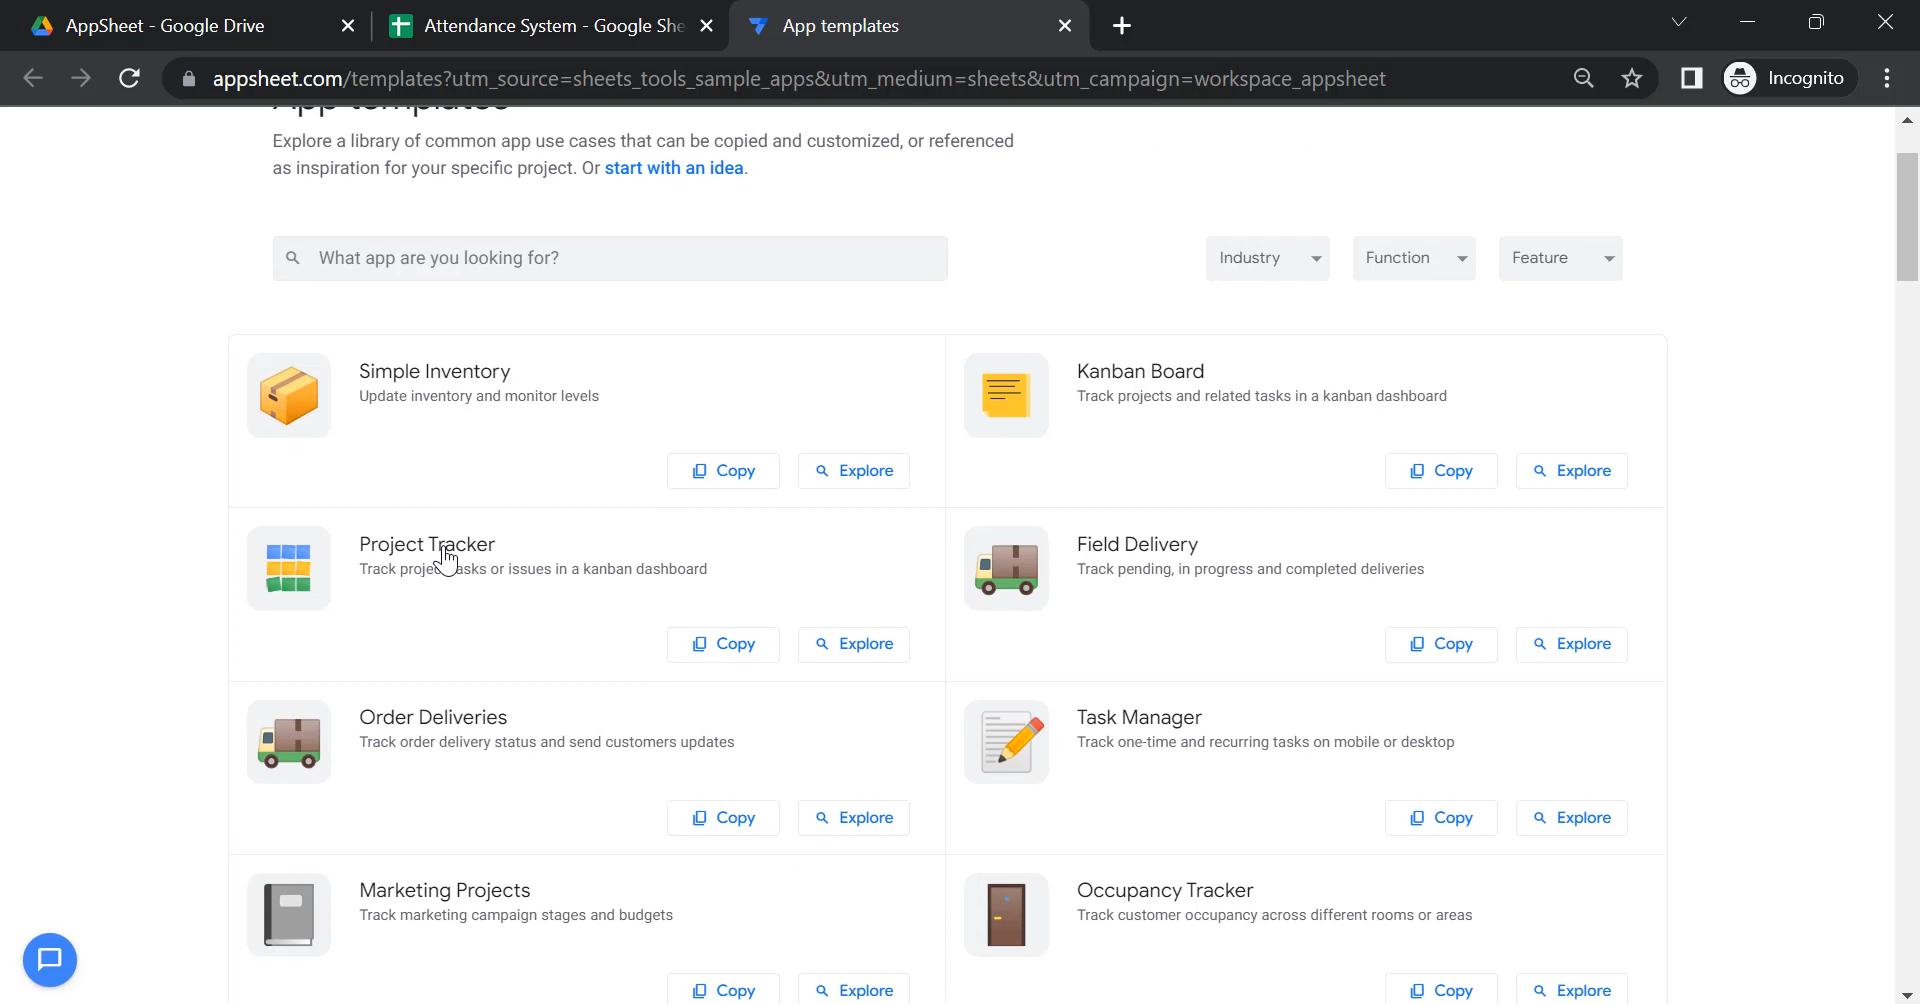 AppSheet - Google Drive
Attendance System - Google She
App templates
appsheet.com/templates?utm_source=sheets_tools_sample_apps&utm_medium=sheets&utm_campaign=workspace_appsheet
Incognito
App templates
Explore a library of common app use cases that can be copied and customized, or referenced
as inspiration for your specific project. Or start with an idea.
What app are you looking for?
Industry
Function
Feature
Simple Inventory
Update inventory and monitor levels
Copy
Explore
Kanban Board
Track projects and related tasks in a kanban dashboard
Copy
Explore
Project Tracker
Track project tasks or issues in a kanban dashboard
Copy
Explore
Field Delivery
Track pending, in progress and completed deliveries
Copy
Explore
Order Deliveries
Track order delivery status and send customers updates
Copy
Explore
Task Manager
Track one-time and recurring tasks on mobile or desktop
Copy
Explore
Marketing Projects
Track marketing campaign stages and budgets
Copy
Explore
Occupancy Tracker
Track customer occupancy across different rooms or areas
Copy
Explore